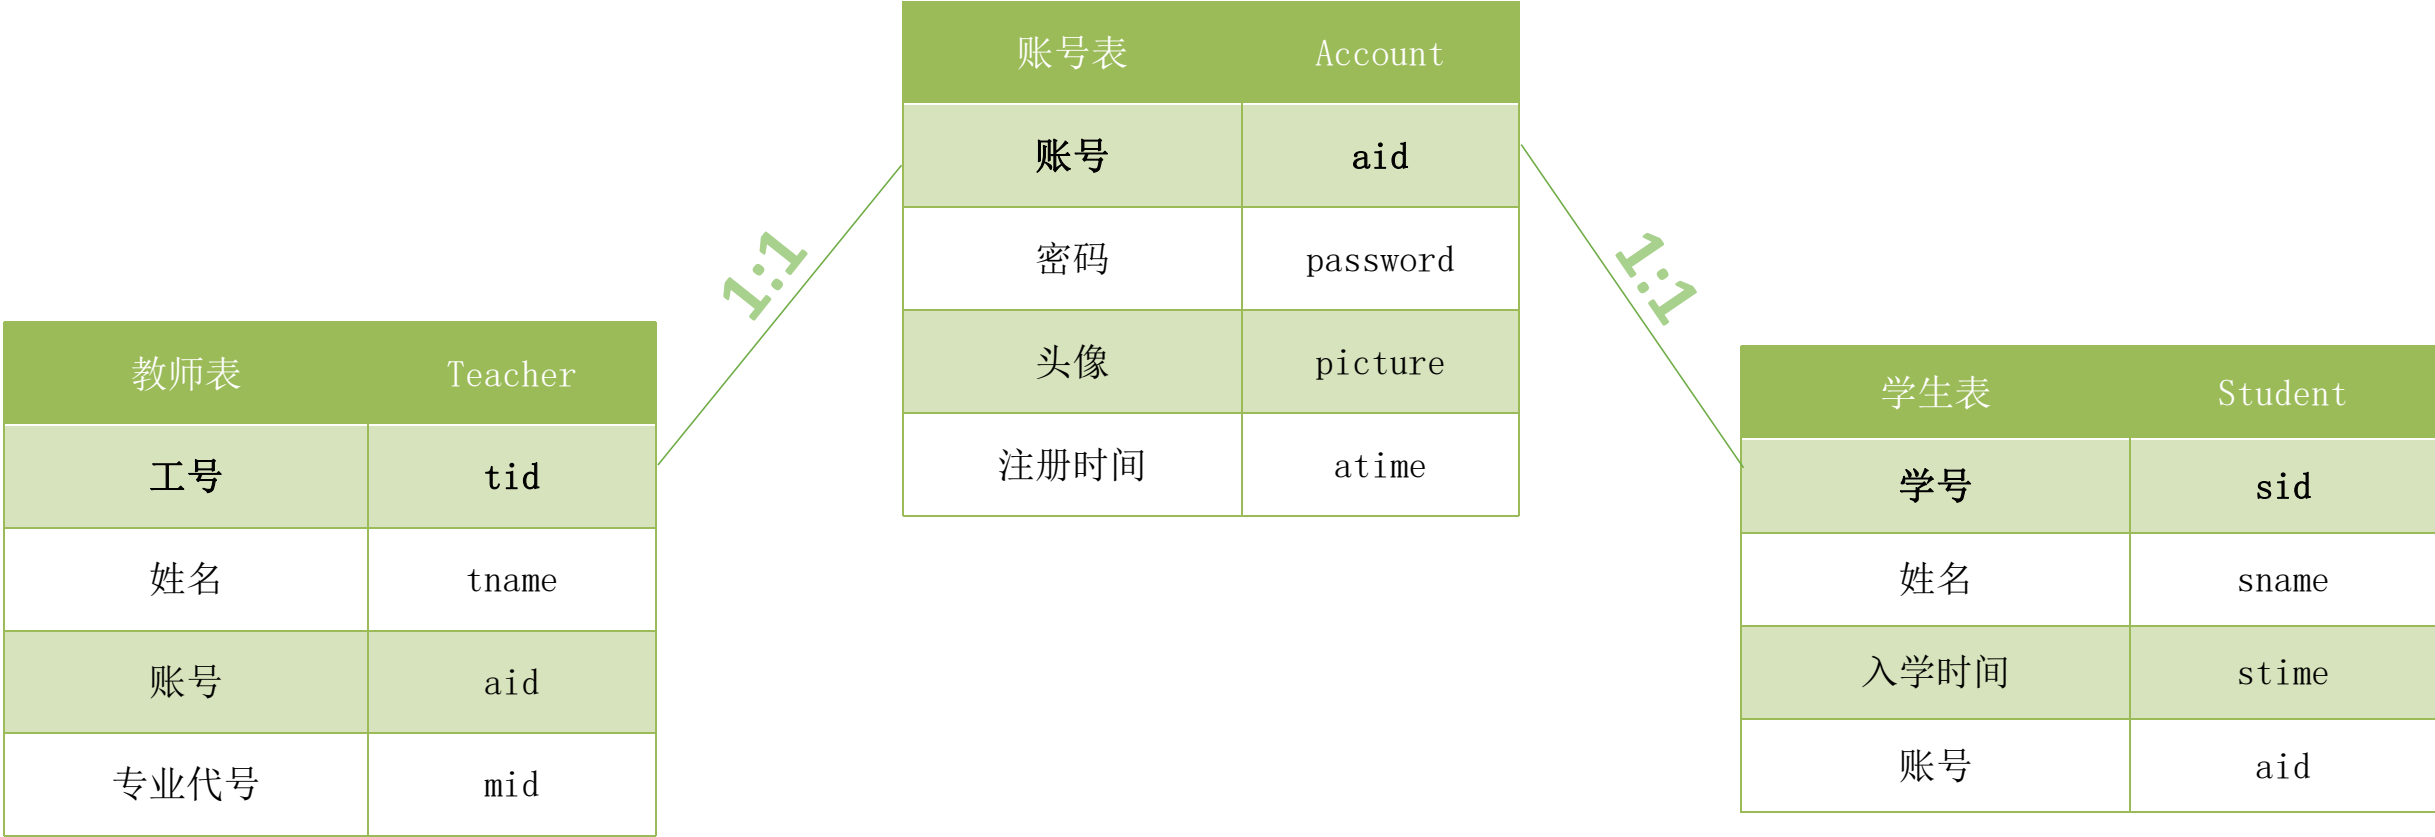 账号表 Account
账号 aid
密码 password
头像 picture
注册时间 atime
1:1
1:1
教师表 Teacher
工号 tid
姓名 tname
账号 aid
专业代号 mid
学生表 Student
学号 sid
姓名 sname
入学时间 stime
账号 aid